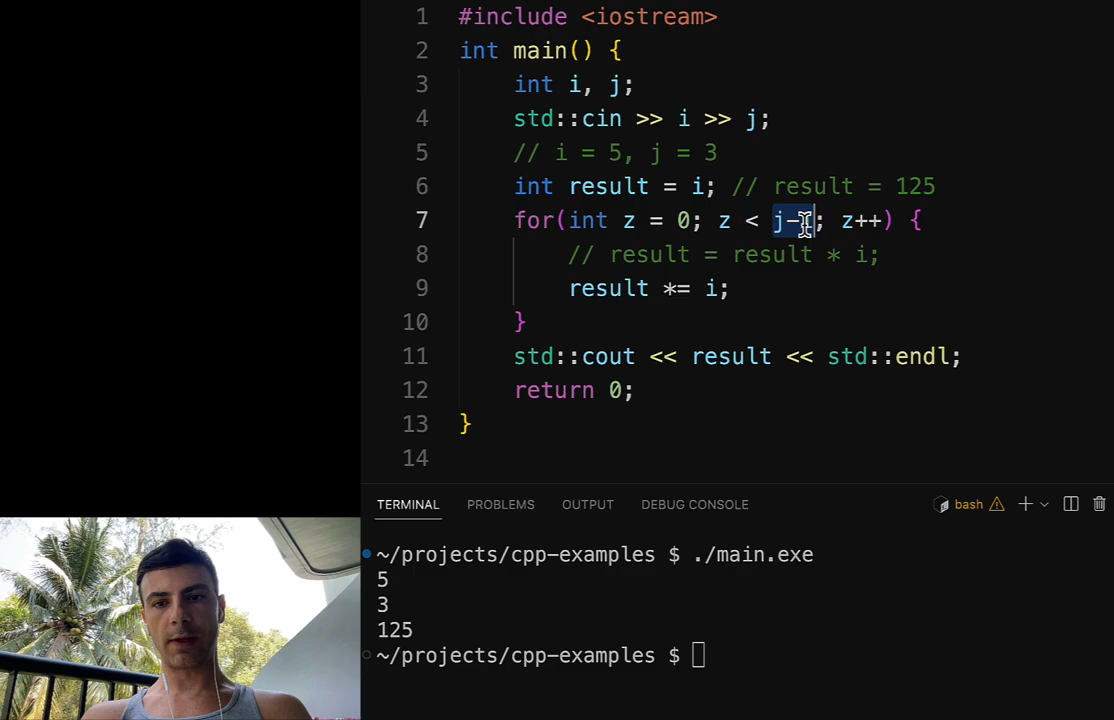 1 #include <iostream>
2 int main() {
3 int i, j;
4 std::cin >> i >> j;
5 // i = 5, j = 3
6 int result = i; // result = 125
7 for(int z = 0; z < j-1; z++) {
8 // result = result * i;
9 result *= i;
10 }
11 std::cout << result << std::endl;
12 return 0;
13 }
14
TERMINAL PROBLEMS OUTPUT DEBUG CONSOLE bash
~/projects/cpp-examples $ ./main.exe
5
3
125
~/projects/cpp-examples $